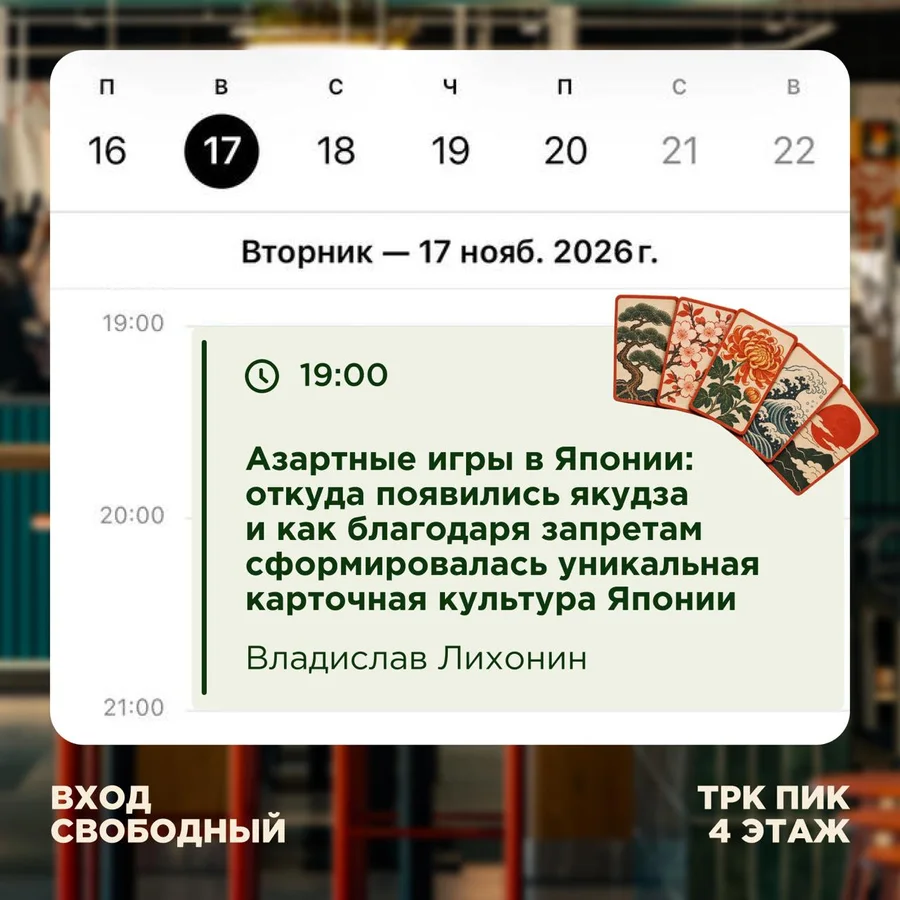 П В С Ч П С В
16 17 18 19 20 21 22
Вторник — 17 нояб. 2026 г.
19:00
19:00
Азартные игры в Японии:
откуда появились якудза
20:00
и как благодаря запретам
сформировалась уникальная
карточная культура Японии
Владислав Лихонин
21:00
ВХОД
СВОБОДНЫЙ
ТРК ПИК
4 ЭТАЖ